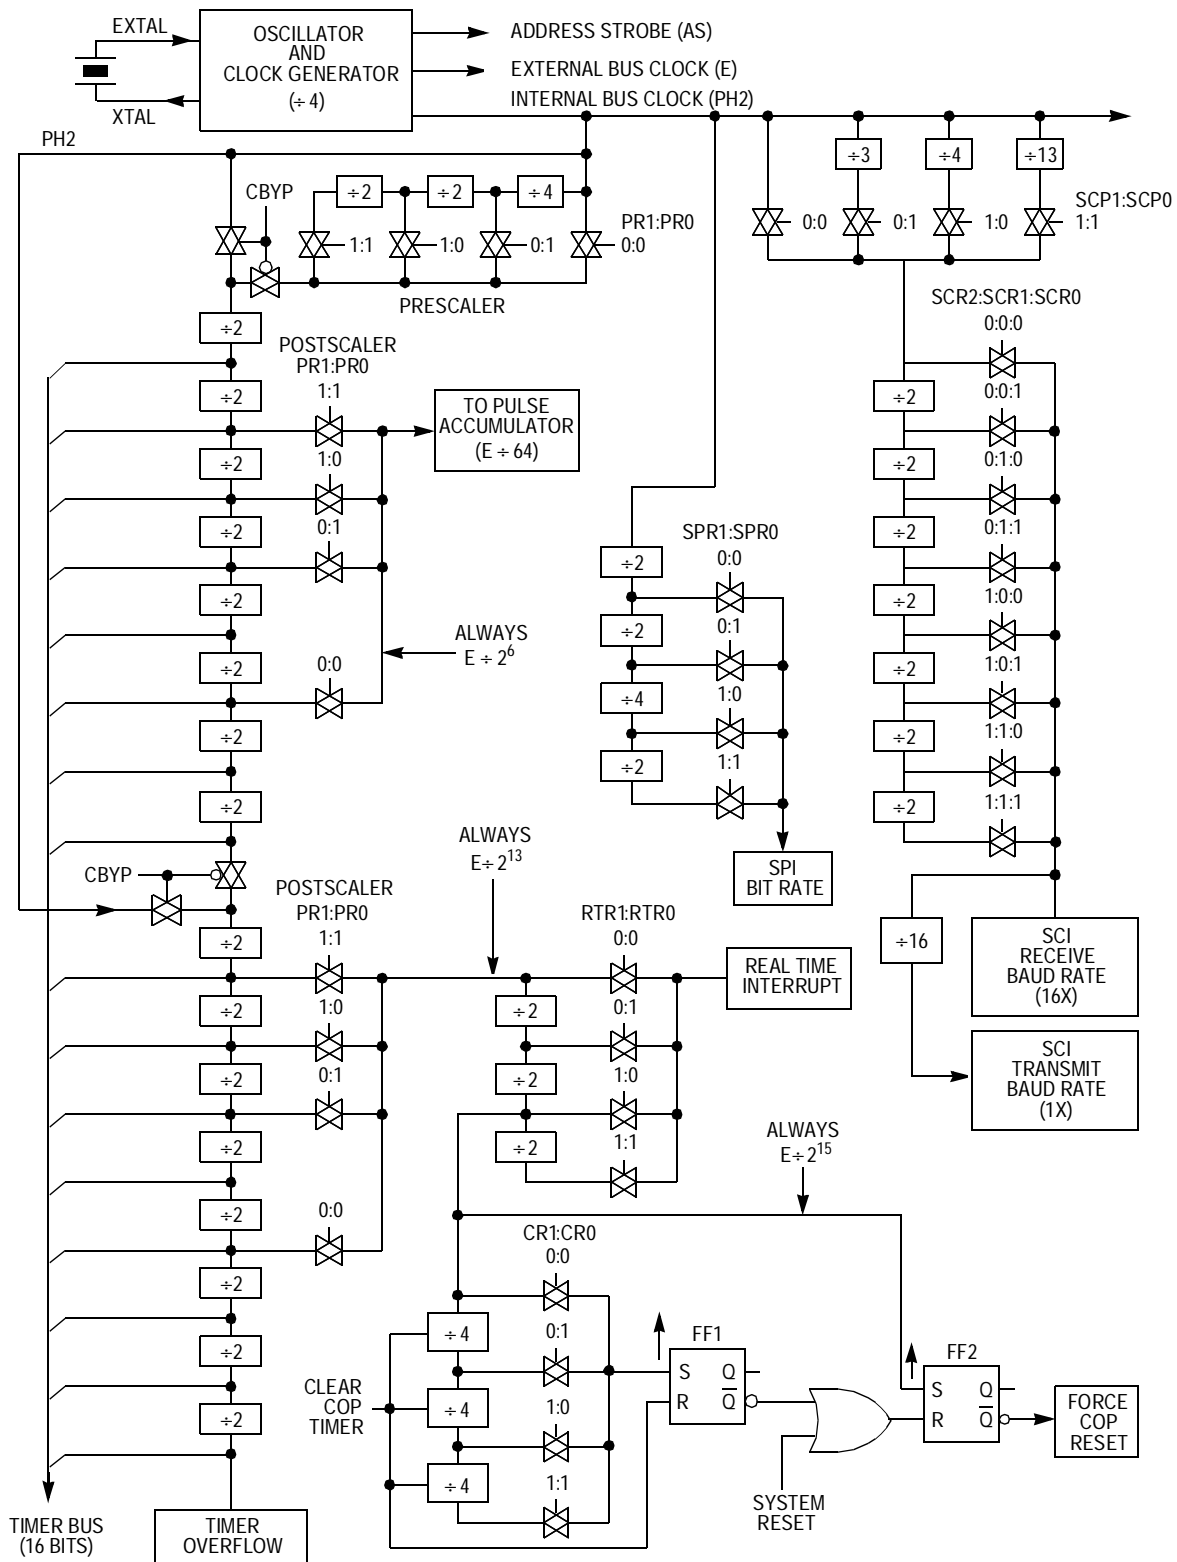 EXTAL
OSCILLATOR
AND
CLOCK GENERATOR
(÷ 4)
XTAL
ADDRESS STROBE (AS)
EXTERNAL BUS CLOCK (E)
INTERNAL BUS CLOCK (PH2)
PH2
CBYP
÷2
÷2
÷4
1:1
1:0
0:1
PR1:PR0
0:0
PRESCALER
÷3
÷4
÷13
0:0
0:1
1:0
SCP1:SCP0
1:1
÷2
÷2
÷2
÷2
÷2
÷2
÷2
÷2
POSTSCALER
PR1:PR0
1:1
1:0
0:1
0:0
TO PULSE
ACCUMULATOR
(E ÷ 64)
ALWAYS
E ÷ 2⁶
SPR1:SPR0
0:0
0:1
1:0
1:1
÷2
÷2
÷4
÷2
SPI
BIT RATE
SCR2:SCR1:SCR0
0:0:0
0:0:1
0:1:0
0:1:1
1:0:0
1:0:1
1:1:0
1:1:1
÷2
÷2
÷2
÷2
÷2
÷2
÷2
÷16
SCI
RECEIVE
BAUD RATE
(16X)
SCI
TRANSMIT
BAUD RATE
(1X)
CBYP
÷2
÷2
÷2
÷2
÷2
÷2
÷2
÷2
POSTSCALER
PR1:PR0
1:1
1:0
0:1
0:0
ALWAYS
E÷ 2¹³
RTR1:RTR0
0:0
0:1
1:0
1:1
÷2
÷2
÷2
REAL TIME
INTERRUPT
ALWAYS
E÷ 2¹⁵
CR1:CR0
0:0
0:1
1:0
1:1
÷ 4
÷ 4
÷ 4
CLEAR
COP
TIMER
FF1
S Q
R Q̅
FF2
S Q
R Q̅
SYSTEM
RESET
FORCE
COP
RESET
TIMER BUS
(16 BITS)
TIMER
OVERFLOW